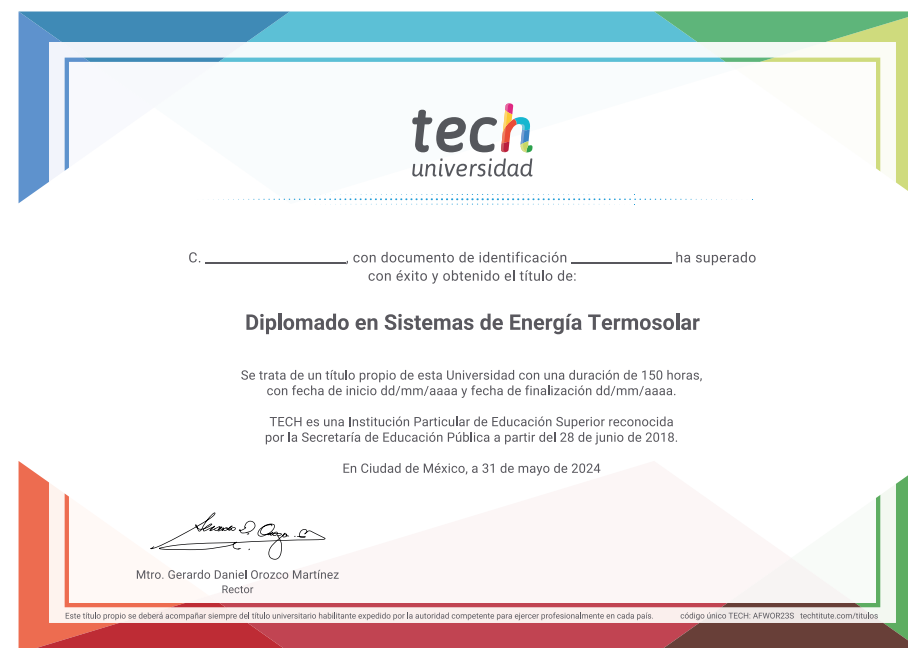 tech
universidad
C. ____________, con documento de identificación ____________ ha superado
con éxito y obtenido el título de:
Diplomado en Sistemas de Energía Termosolar
Se trata de un título propio de esta Universidad con una duración de 150 horas,
con fecha de inicio dd/mm/aaaa y fecha de finalización dd/mm/aaaa.
TECH es una Institución Particular de Educación Superior reconocida
por la Secretaría de Educación Pública a partir del 28 de junio de 2018.
En Ciudad de México, a 31 de mayo de 2024
Mtro. Gerardo Daniel Orozco Martínez
Rector
Este título propio se deberá acompañar siempre del título universitario habilitante expedido por la autoridad competente para ejercer profesionalmente en cada país. código único TECH: AFWOR23S techtitute.com/titulos